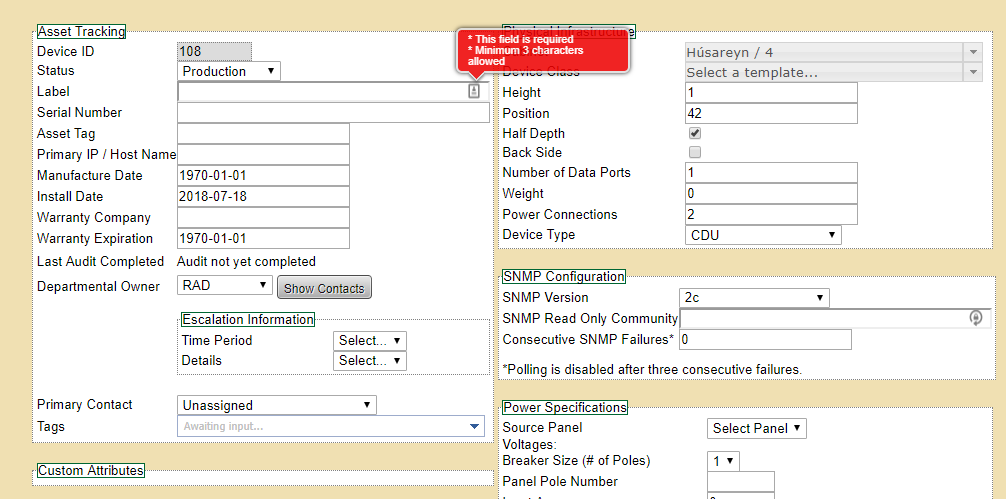 Asset Tracking
Device ID 108
Status Production
Label
Serial Number
Asset Tag
Primary IP / Host Name
Manufacture Date 1970-01-01
Install Date 2018-07-18
Warranty Company
Warranty Expiration 1970-01-01
Last Audit Completed Audit not yet completed
Departmental Owner RAD Show Contacts
Escalation Information
Time Period Select...
Details Select...
Primary Contact Unassigned
Tags Awaiting input...
Custom Attributes
* This field is required
* Minimum 3 characters
allowed
Physical Infrastructure
Húsareyn / 4
Device Class Select a template...
Height 1
Position 42
Half Depth
Back Side
Number of Data Ports 1
Weight 0
Power Connections 2
Device Type CDU
SNMP Configuration
SNMP Version 2c
SNMP Read Only Community
Consecutive SNMP Failures* 0
*Polling is disabled after three consecutive failures.
Power Specifications
Source Panel Select Panel
Voltages:
Breaker Size (# of Poles) 1
Panel Pole Number